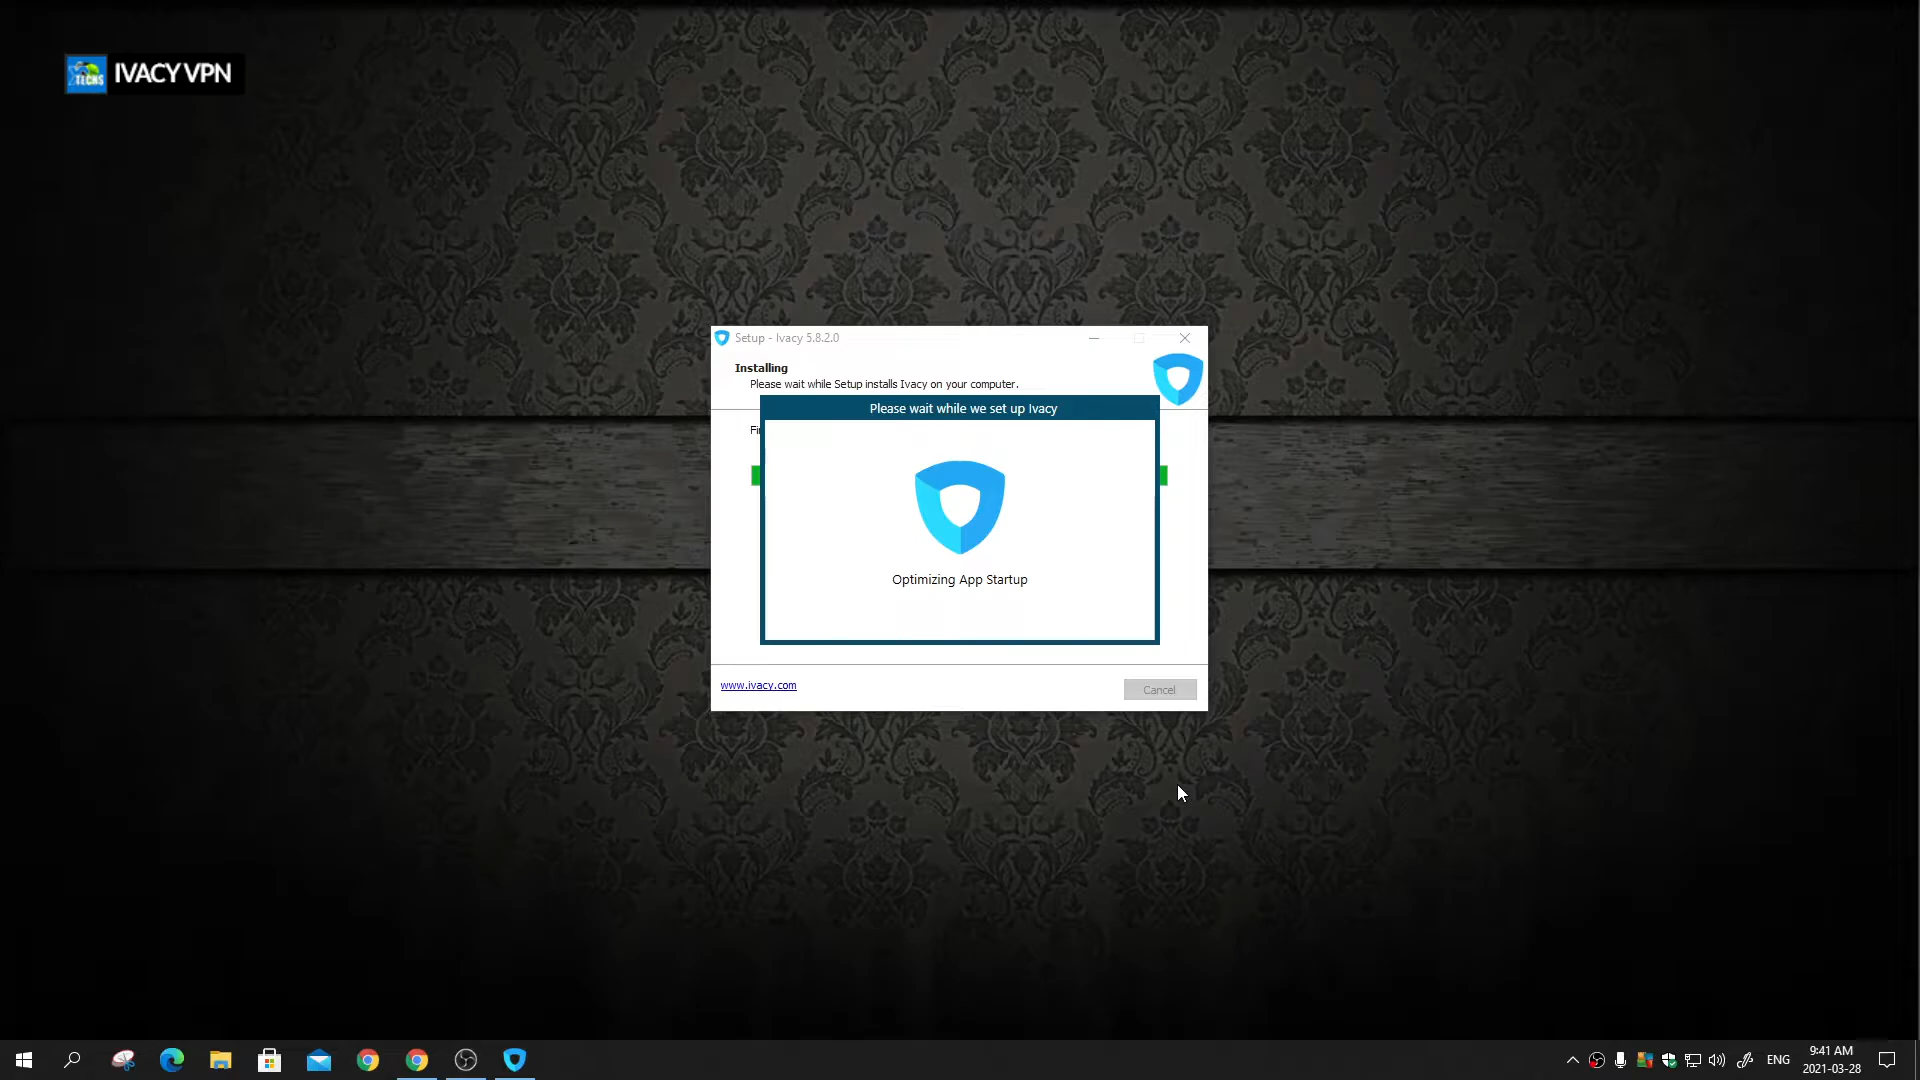 TECHS IVACY VPN
Setup - Ivacy 5.8.2.0
Installing
Please wait while Setup installs Ivacy on your computer.
Please wait while we set up Ivacy
Optimizing App Startup
www.ivacy.com
Cancel
ENG
9:41 AM
2021-03-28